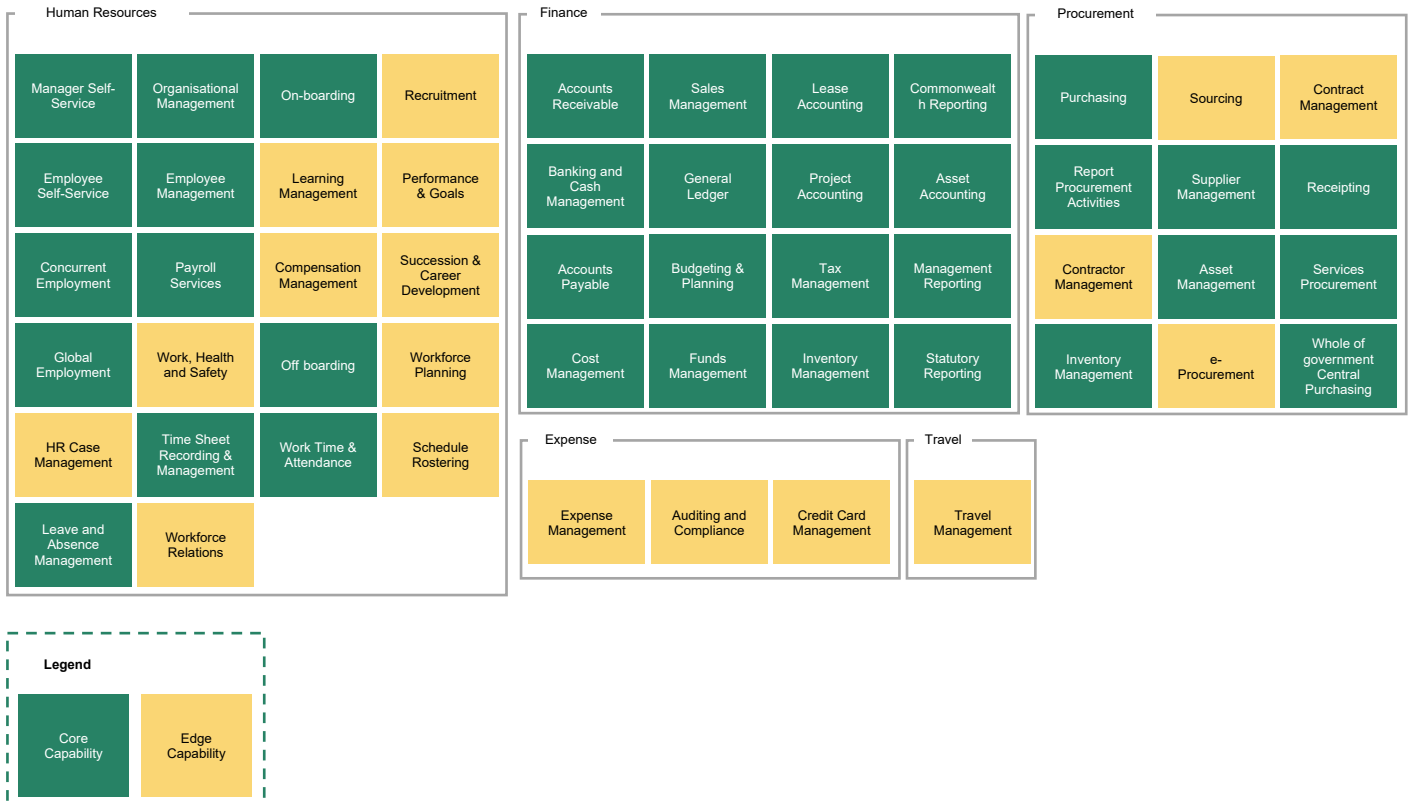 Human Resources
Manager Self-
Service
Organisational
Management
On-boarding
Recruitment
Employee
Self-Service
Employee
Management
Learning
Management
Performance
& Goals
Concurrent
Employment
Payroll
Services
Compensation
Management
Succession &
Career
Development
Global
Employment
Work, Health
and Safety
Off boarding
Workforce
Planning
HR Case
Management
Time Sheet
Recording &
Management
Work Time &
Attendance
Schedule
Rostering
Leave and
Absence
Management
Workforce
Relations
Finance
Accounts
Receivable
Sales
Management
Lease
Accounting
Commonwealt
h Reporting
Banking and
Cash
Management
General
Ledger
Project
Accounting
Asset
Accounting
Accounts
Payable
Budgeting &
Planning
Tax
Management
Management
Reporting
Cost
Management
Funds
Management
Inventory
Management
Statutory
Reporting
Procurement
Purchasing
Sourcing
Contract
Management
Report
Procurement
Activities
Supplier
Management
Receipting
Contractor
Management
Asset
Management
Services
Procurement
Inventory
Management
e-
Procurement
Whole of
government
Central
Purchasing
Expense
Expense
Management
Auditing and
Compliance
Credit Card
Management
Travel
Travel
Management
Legend
Core
Capability
Edge
Capability